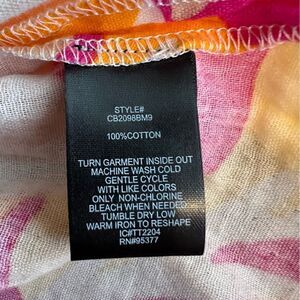 STYLE#
CB2098BM9
100%COTTON
TURN GARMENT INSIDE OUT
MACHINE WASH COLD
GENTLE CYCLE
WITH LIKE COLORS
ONLY NON-CHLORINE
BLEACH WHEN NEEDED
TUMBLE DRY LOW
WARM IRON TO RESHAPE
IC#TT2204
RN#95377